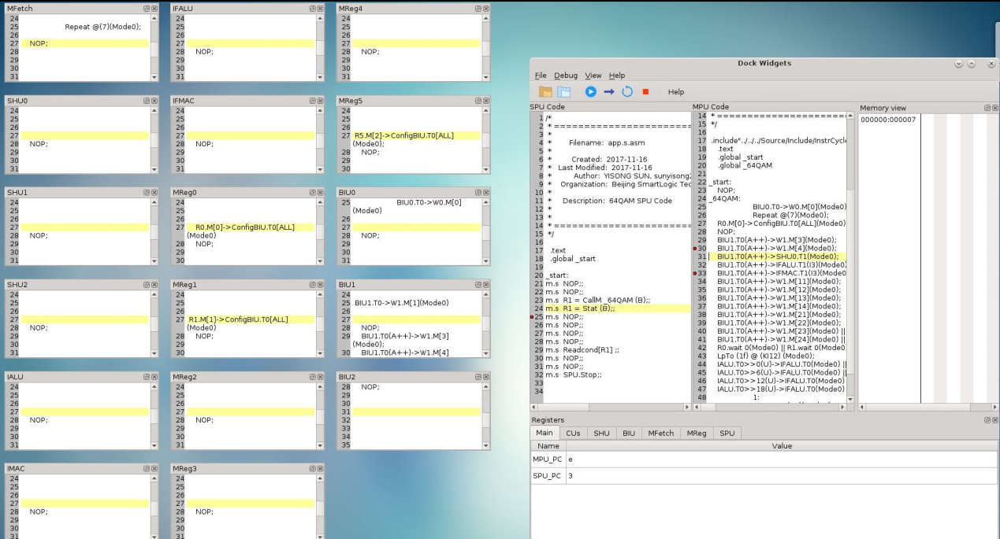 MFetch
24
25 Repeat @(7)(Mode0);
26
27 NOP;
28
29
30
31
IFALU
24
25
26
27
28 NOP;
29
30
31
MReg4
24
25
26
27
28 NOP;
29
30
31
SHU0
24
25
26
27
28 NOP;
29
30
31
IFMAC
24
25
26
27
28 NOP;
29
30
31
MReg5
24
25
26
27 R5.M[2]->ConfigBIU.T0[ALL]
(Mode0);
28 NOP;
29
30
31
SHU1
24
25
26
27
28 NOP;
29
30
31
MReg0
24
25
26
27 R0.M[0]->ConfigBIU.T0[ALL]
(Mode0)
28 NOP;
29
30
31
BIU0
25 BIU0.T0->W0.M[0]
(Mode0)
26
27
28 NOP;
29
30
31
SHU2
24
25
26
27
28 NOP;
29
30
31
MReg1
24
25
26
27 R1.M[1]->ConfigBIU.T0[ALL]
(Mode0)
28 NOP;
29
30
BIU1
24
25 BIU1.T0->W1.M[1](Mode0)
26
27
28 NOP;
29 BIU1.T0(A++)->W1.M[3]
(Mode0);
30 BIU1.T0(A++)->W1.M[4]
IALU
24
25
26
27
28 NOP;
29
30
31
MReg2
24
25
26
27
28 NOP;
29
30
31
BIU2
28 NOP;
29
30
31
32
33
34
35
IMAC
24
25
26
27
28 NOP;
29
30
31
MReg3
24
25
26
27
28 NOP;
29
30
31
Dock Widgets
File Debug View Help
Help
SPU Code
1 /*
2 * =======================
3 *
4 * Filename: app.s.asm
5 *
6 * Created: 2017-11-16
7 * Last Modified: 2017-11-16
8 * Author: YISONG SUN, sunyisong
9 * Organization: Beijing SmartLogic Tec
10 *
11 * Description: 64QAM SPU Code
12 *
13 *
14 * =======================
15 */
16
17 .text
18 .global _start
19
20 _start:
21 m.s NOP;;
22 m.s NOP;;
23 m.s R1 = CallM _64QAM (B);;
24 m.s R1 = Stat (B);;
25 m.s NOP;;
26 m.s NOP;;
27 m.s NOP;;
28 m.s NOP;;
29 m.s Readcond[R1] ;;
30 m.s NOP;;
31 m.s NOP;;
32 m.s SPU.Stop;;
33
34
MPU Code
14 * ======================
15 */
16
17 .include"../../../Source/Include/InstrCycle
18 .text
19 .global _start
20 .global _64QAM
21
22 _start:
23 NOP;
24 _64QAM:
25 BIU0.T0->W0.M[0](Mode0)
26 Repeat @(7)(Mode0);
27 R0.M[0]->ConfigBIU.T0[ALL](Mode0)
28 NOP;
29 BIU1.T0(A++)->W1.M[3](Mode0);
30 BIU1.T0(A++)->W1.M[4](Mode0);
31 BIU1.T0(A++)->SHU0.T1(Mode0);
32 BIU1.T0(A++)->IFALU.T1(I3)(Mode0)
33 BIU1.T0(A++)->IFMAC.T1(I3)(Mode0
34 BIU1.T0(A++)->W1.M[11](Mode0);
35 BIU1.T0(A++)->W1.M[12](Mode0);
36 BIU1.T0(A++)->W1.M[13](Mode0);
37 BIU1.T0(A++)->W1.M[14](Mode0);
38 BIU1.T0(A++)->W1.M[21](Mode0);
39 BIU1.T0(A++)->W1.M[22](Mode0);
40 BIU1.T0(A++)->W1.M[23](Mode0) ||
41 BIU1.T0(A++)->W1.M[24](Mode0) ||
42 R0.wait 0(Mode0) || R1.wait 0(Mode0
43 LpTo (1f) @ (KI12) (Mode0);
44 IALU.T0>>0(U)->IFALU.T0(Mode0) ||
45 IALU.T0>>6(U)->IFALU.T0(Mode0) ||
46 IALU.T0>>12(U)->IFALU.T0(Mode0)
47 IALU.T0>>18(U)->IFALU.T0(Mode0)
48 1:
Memory view
000000:000007
Registers
Main CUs SHU BIU MFetch MReg SPU
Name Value
MPU_PC e
SPU_PC 3